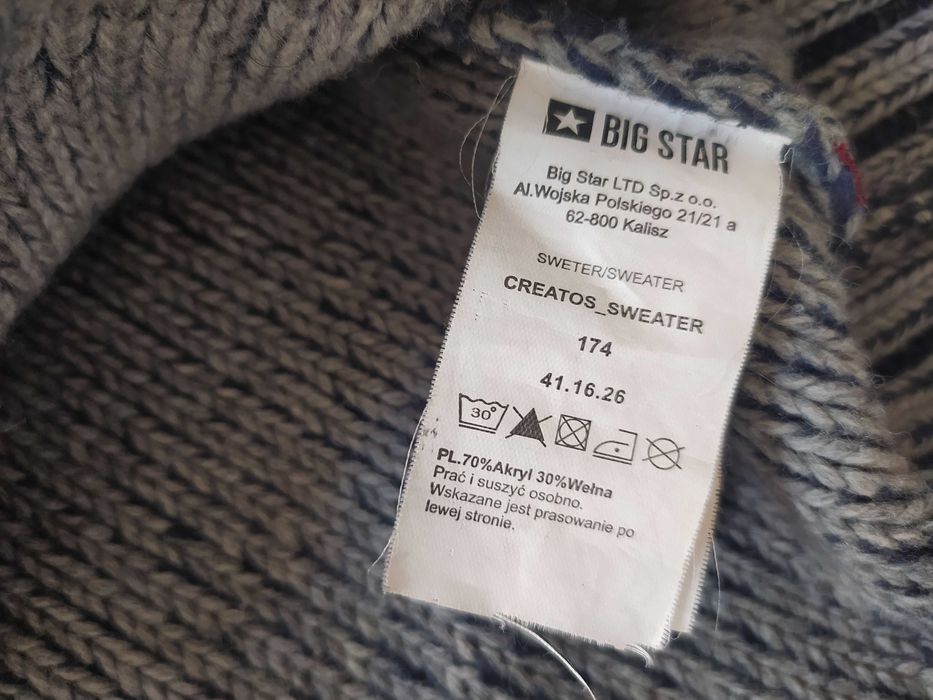 BIG STAR
Big Star LTD Sp.z o.o.
Al.Wojska Polskiego 21/21 a
62-800 Kalisz
SWETER/SWEATER
CREATOS_SWEATER
174
41.16.26
30°
PL.70%Akryl 30%Wełna
Prać i suszyć osobno.
Wskazane jest prasowanie po
lewej stronie.